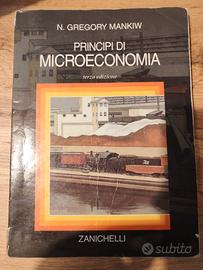 N. GREGORY MANKIW
PRINCIPI DI
MICROECONOMIA
terza edizione
ZANICHELLI
subito